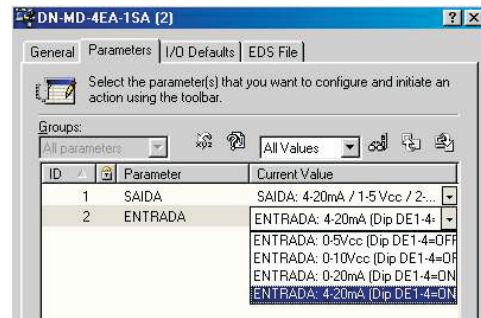 DN-MD-4EA-1SA (2)
General Parameters I/O Defaults EDS File
Select the parameter(s) that you want to configure and initiate an
action using the toolbar.
Groups:
All parameters All Values
ID Parameter Current Value
1 SAIDA SAIDA: 4-20mA / 1-5 Vcc / 2-...
2 ENTRADA ENTRADA: 4-20mA (Dip DE1-4=
ENTRADA: 0-5Vcc (Dip DE1-4=OFF
ENTRADA: 0-10Vcc (Dip DE1-4=OF
ENTRADA: 0-20mA (Dip DE1-4=ON
ENTRADA: 4-20mA (Dip DE1-4=ON